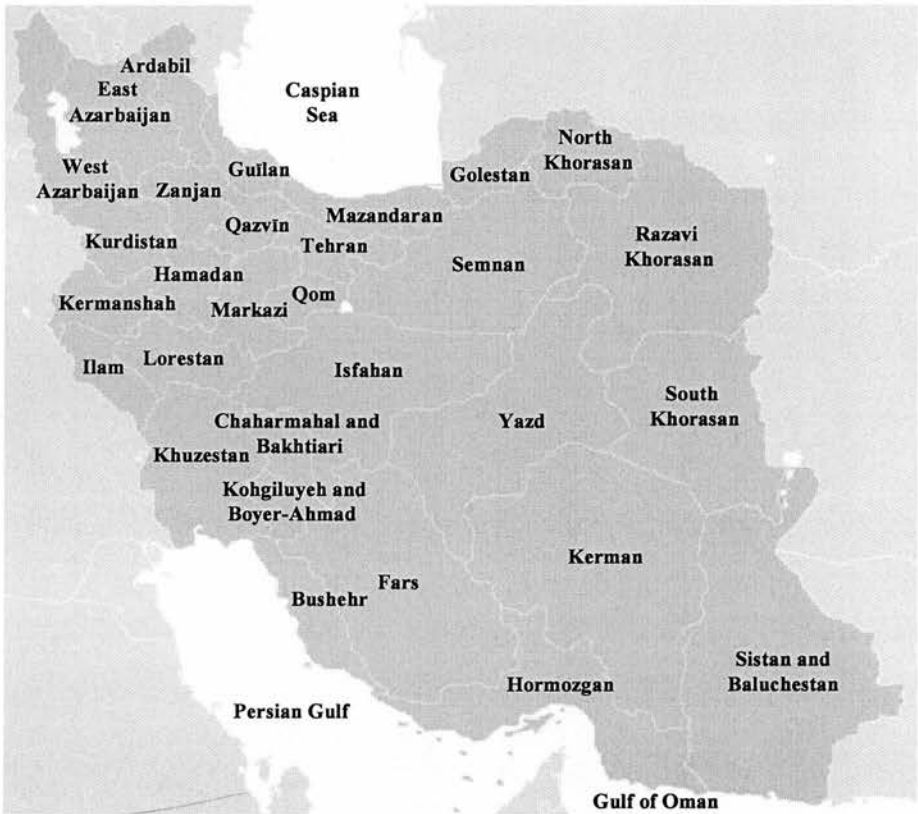 Ardabil
East
Azarbaijan
Caspian
Sea
North
Khorasan
West
Azarbaijan
Zanjan
Guïlan
Golestan
Mazandaran
Qazvīn
Tehran
Kurdistan
Razavi
Khorasan
Hamadan
Semnan
Kermanshah
Markazi
Qom
Ilam
Lorestan
Isfahan
South
Khorasan
Chaharmahal and
Bakhtiari
Yazd
Khuzestan
Kohgiluyeh and
Boyer-Ahmad
Kerman
Bushehr
Fars
Sistan and
Baluchestan
Hormozgan
Persian Gulf
Gulf of Oman